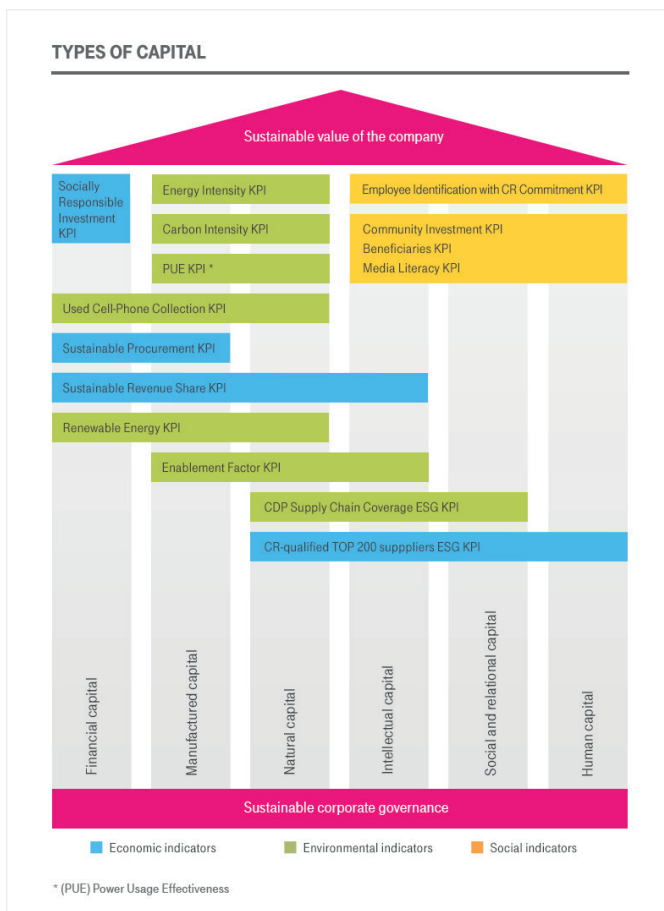 TYPES OF CAPITAL
Sustainable value of the company
Socially
Responsible
Investment
KPI
Energy Intensity KPI
Employee Identification with CR Commitment KPI
Carbon Intensity KPI
Community Investment KPI
Beneficiaries KPI
Media Literacy KPI
PUE KPI *
Used Cell-Phone Collection KPI
Sustainable Procurement KPI
Sustainable Revenue Share KPI
Renewable Energy KPI
Enablement Factor KPI
CDP Supply Chain Coverage ESG KPI
CR-qualified TOP 200 supppliers ESG KPI
Financial capital
Manufactured capital
Natural capital
Intellectual capital
Social and relational capital
Human capital
Sustainable corporate governance
Economic indicators
Environmental indicators
Social indicators
* (PUE) Power Usage Effectiveness